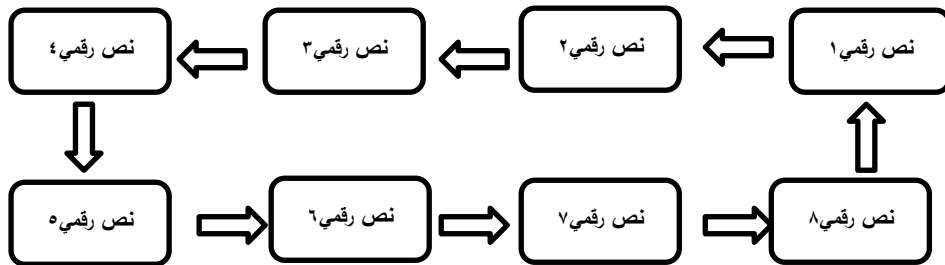 نص رقمي١
نص رقمي٢
نص رقمي٣
نص رقمي٤
نص رقمي٥
نص رقمي٦
نص رقمي٧
نص رقمي٨